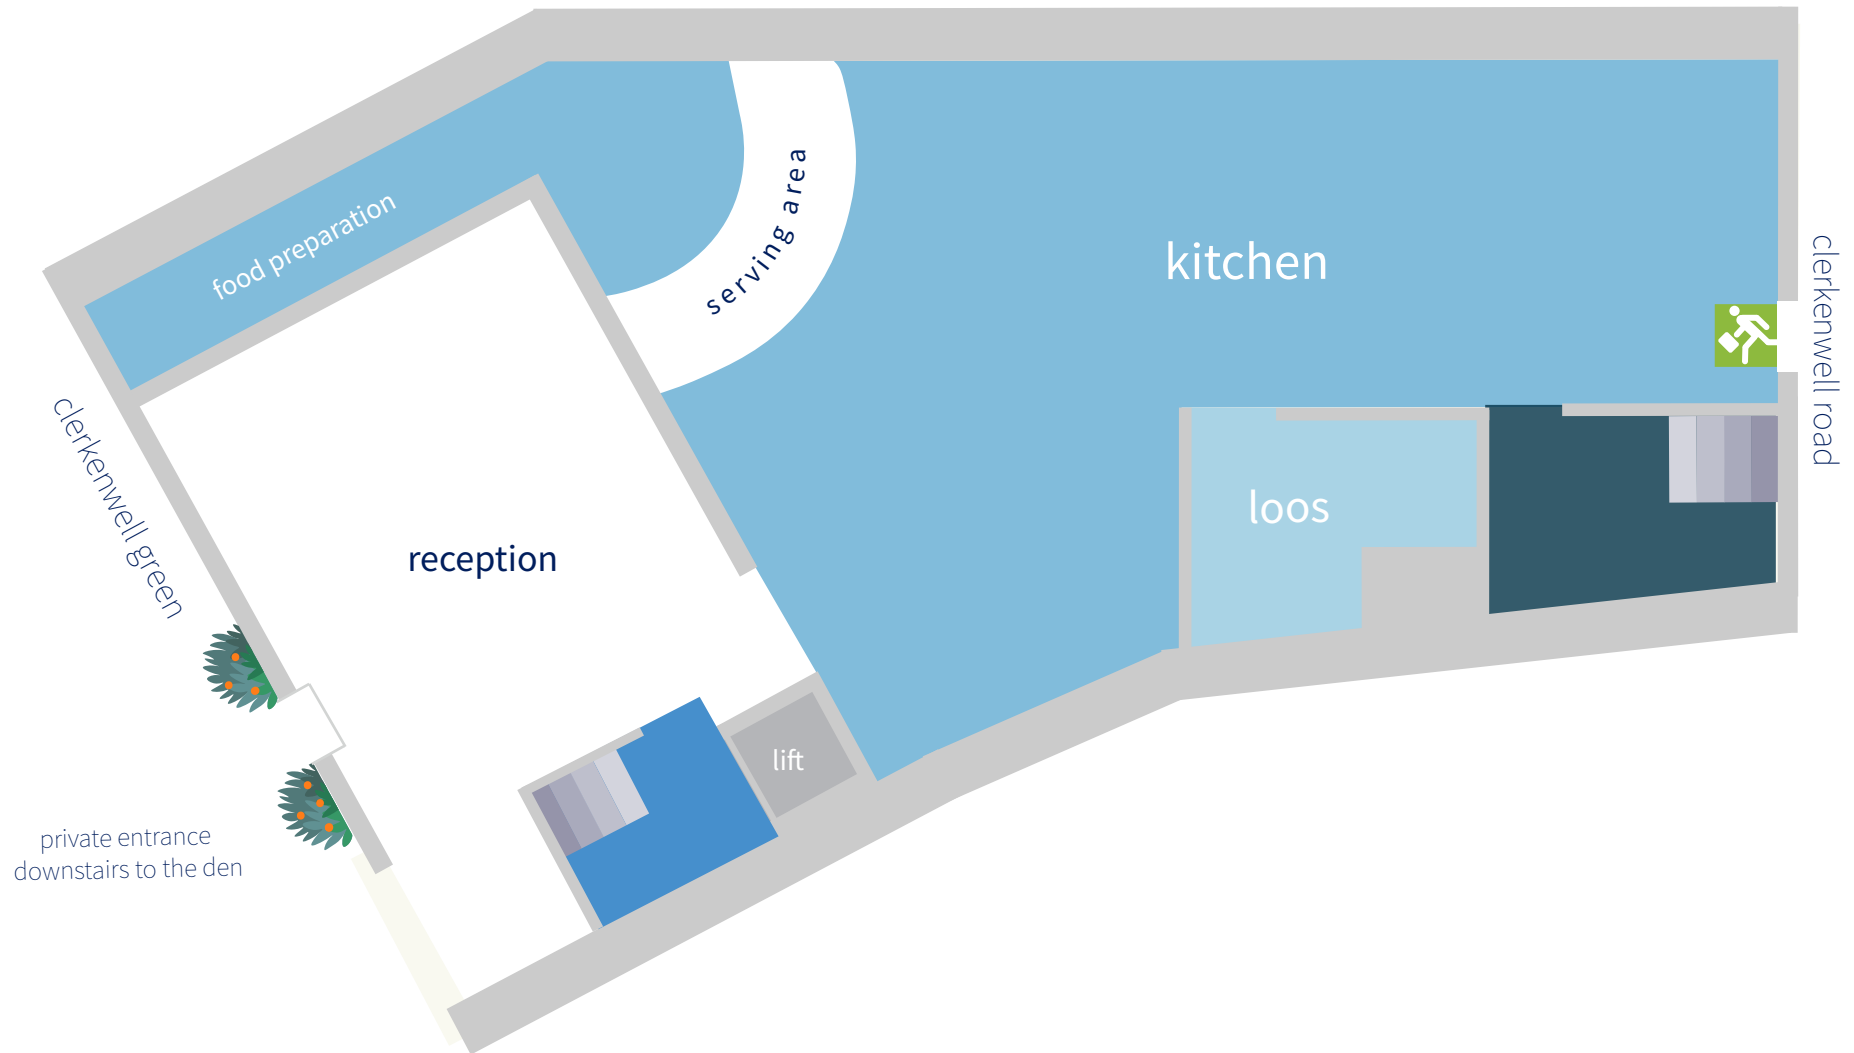 food preparation
serving area
kitchen
clerkenwell road
clerkenwell green
reception
loos
lift
private entrance
downstairs to the den